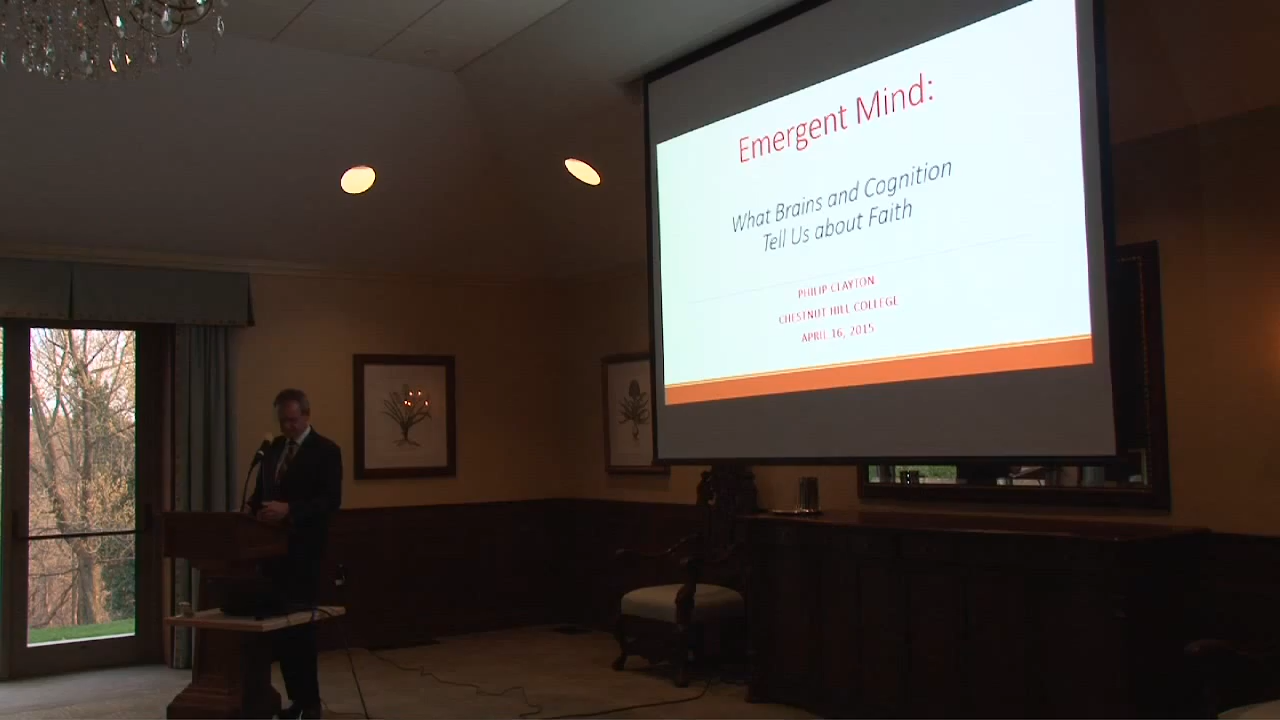 Emergent Mind:
What Brains and Cognition
Tell Us about Faith
PHILIP CLAYTON
CHESTNUT HILL COLLEGE
APRIL 16, 2015